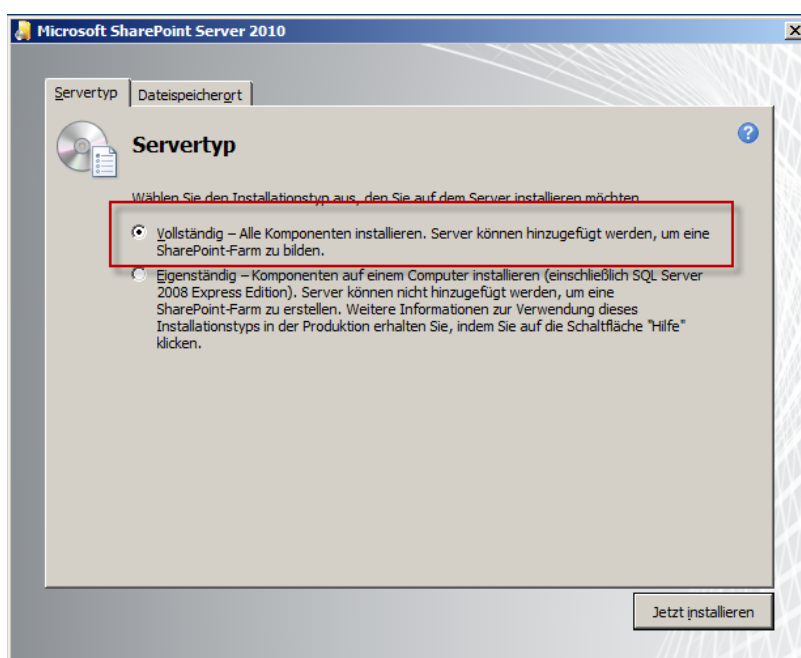 Microsoft SharePoint Server 2010
Servertyp
Dateispeicherort
Servertyp
Wählen Sie den Installationstyp aus, den Sie auf dem Server installieren möchten.
Vollständig – Alle Komponenten installieren. Server können hinzugefügt werden, um eine
SharePoint-Farm zu bilden.
Eigenständig – Komponenten auf einem Computer installieren (einschließlich SQL Server
2008 Express Edition). Server können nicht hinzugefügt werden, um eine
SharePoint-Farm zu erstellen. Weitere Informationen zur Verwendung dieses
Installationstyps in der Produktion erhalten Sie, indem Sie auf die Schaltfläche "Hilfe"
klicken.
Jetzt installieren